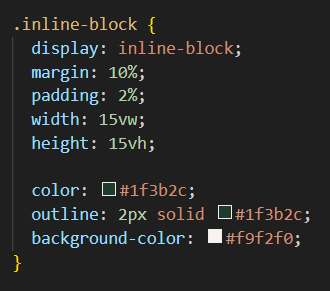 .inline-block {
display: inline-block;
margin: 10%;
padding: 2%;
width: 15vw;
height: 15vh;
color: #1f3b2c;
outline: 2px solid #1f3b2c;
background-color: #f9f2f0;
}